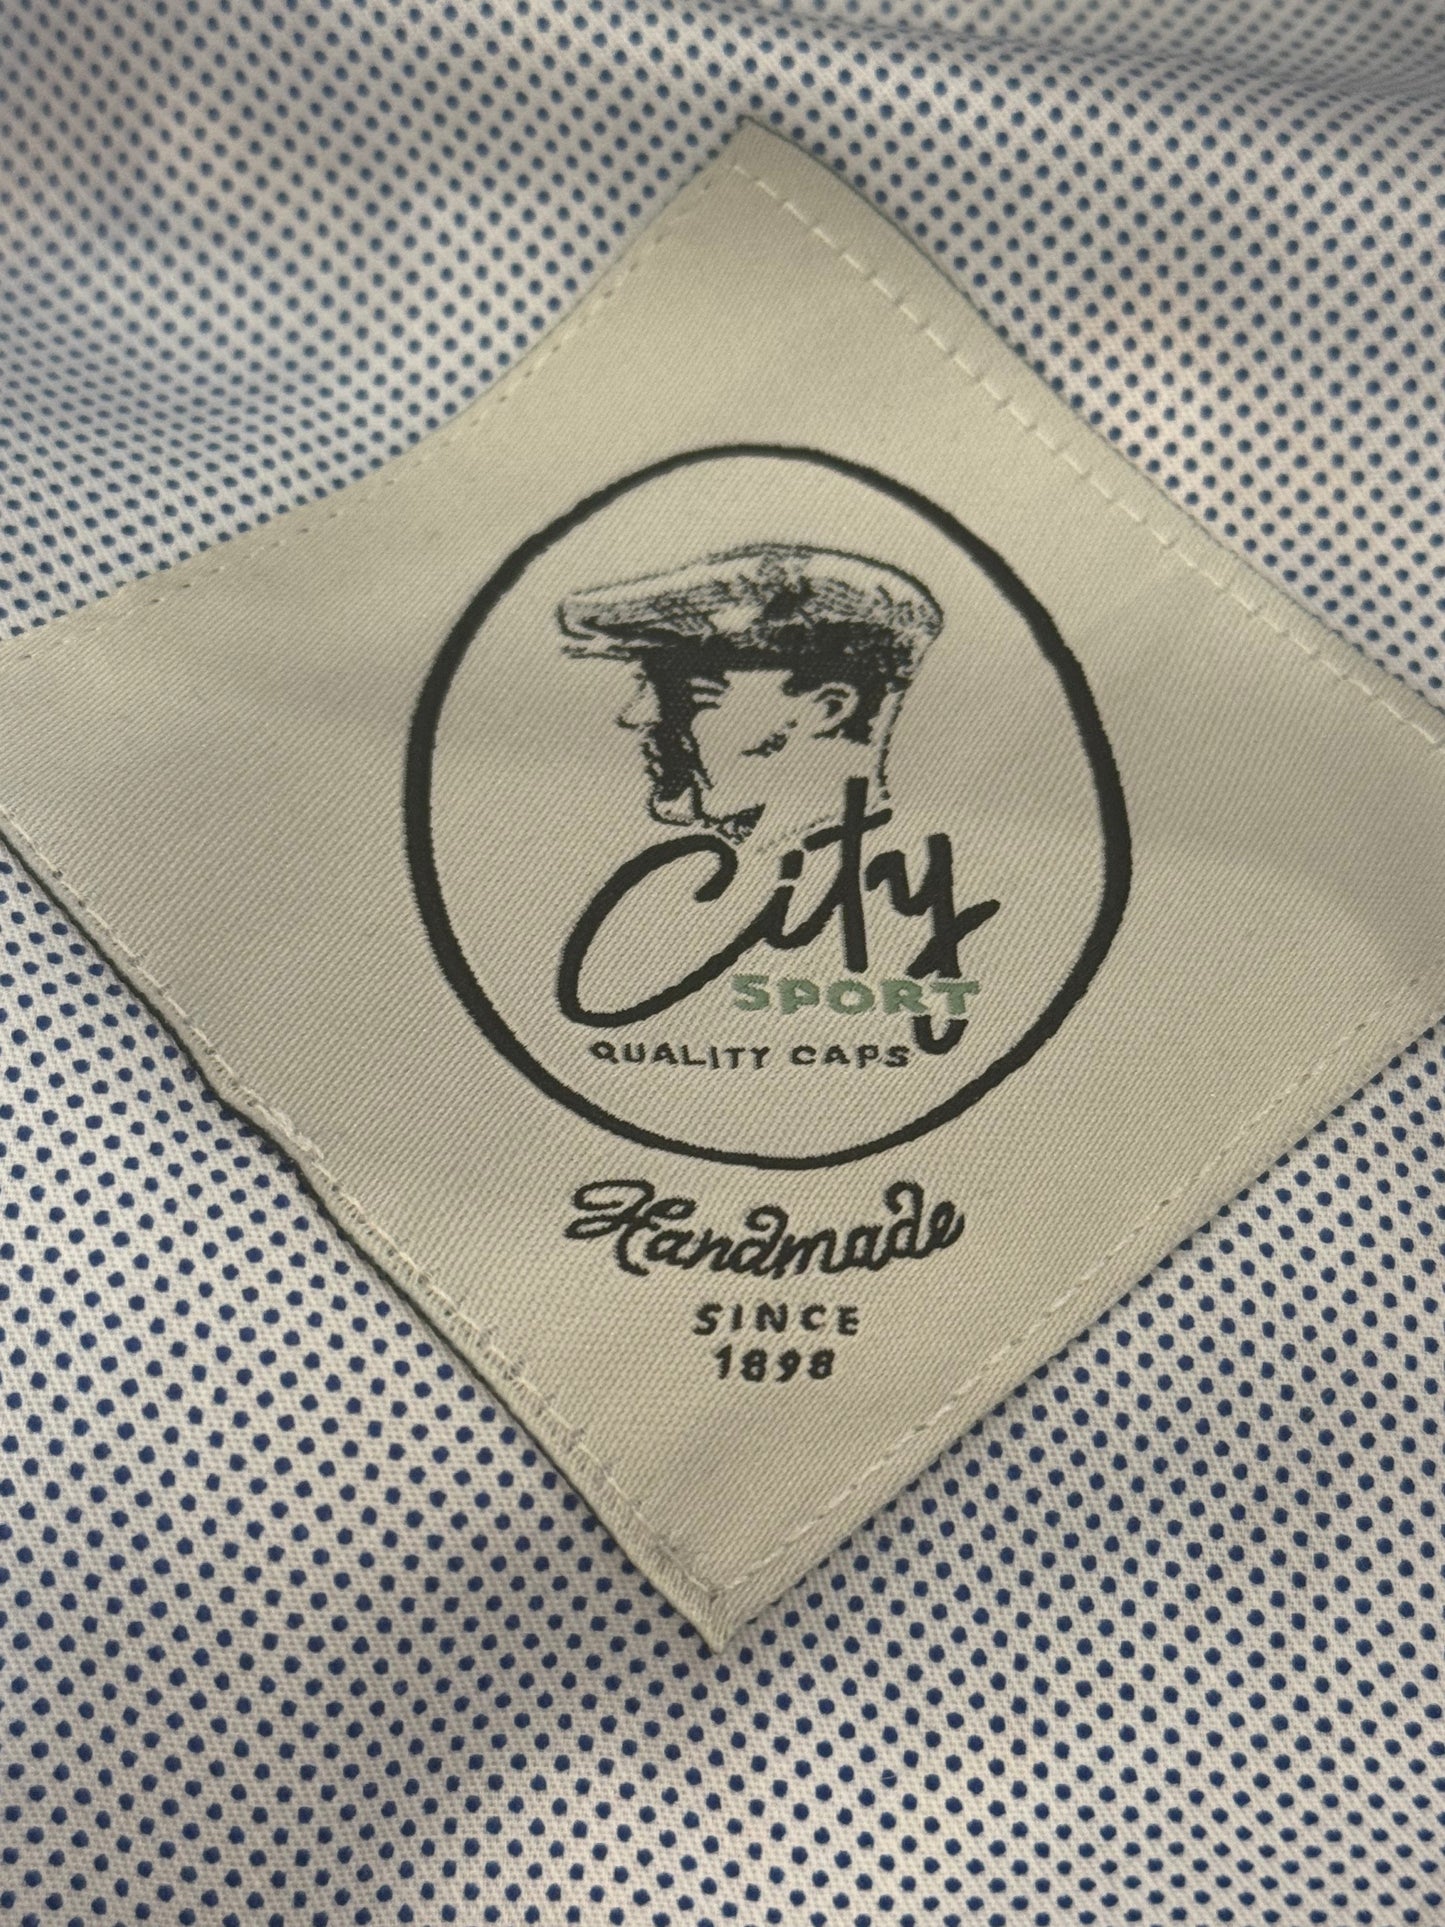 City
SPORT
QUALITY CAPS
Handmade
SINCE
1898